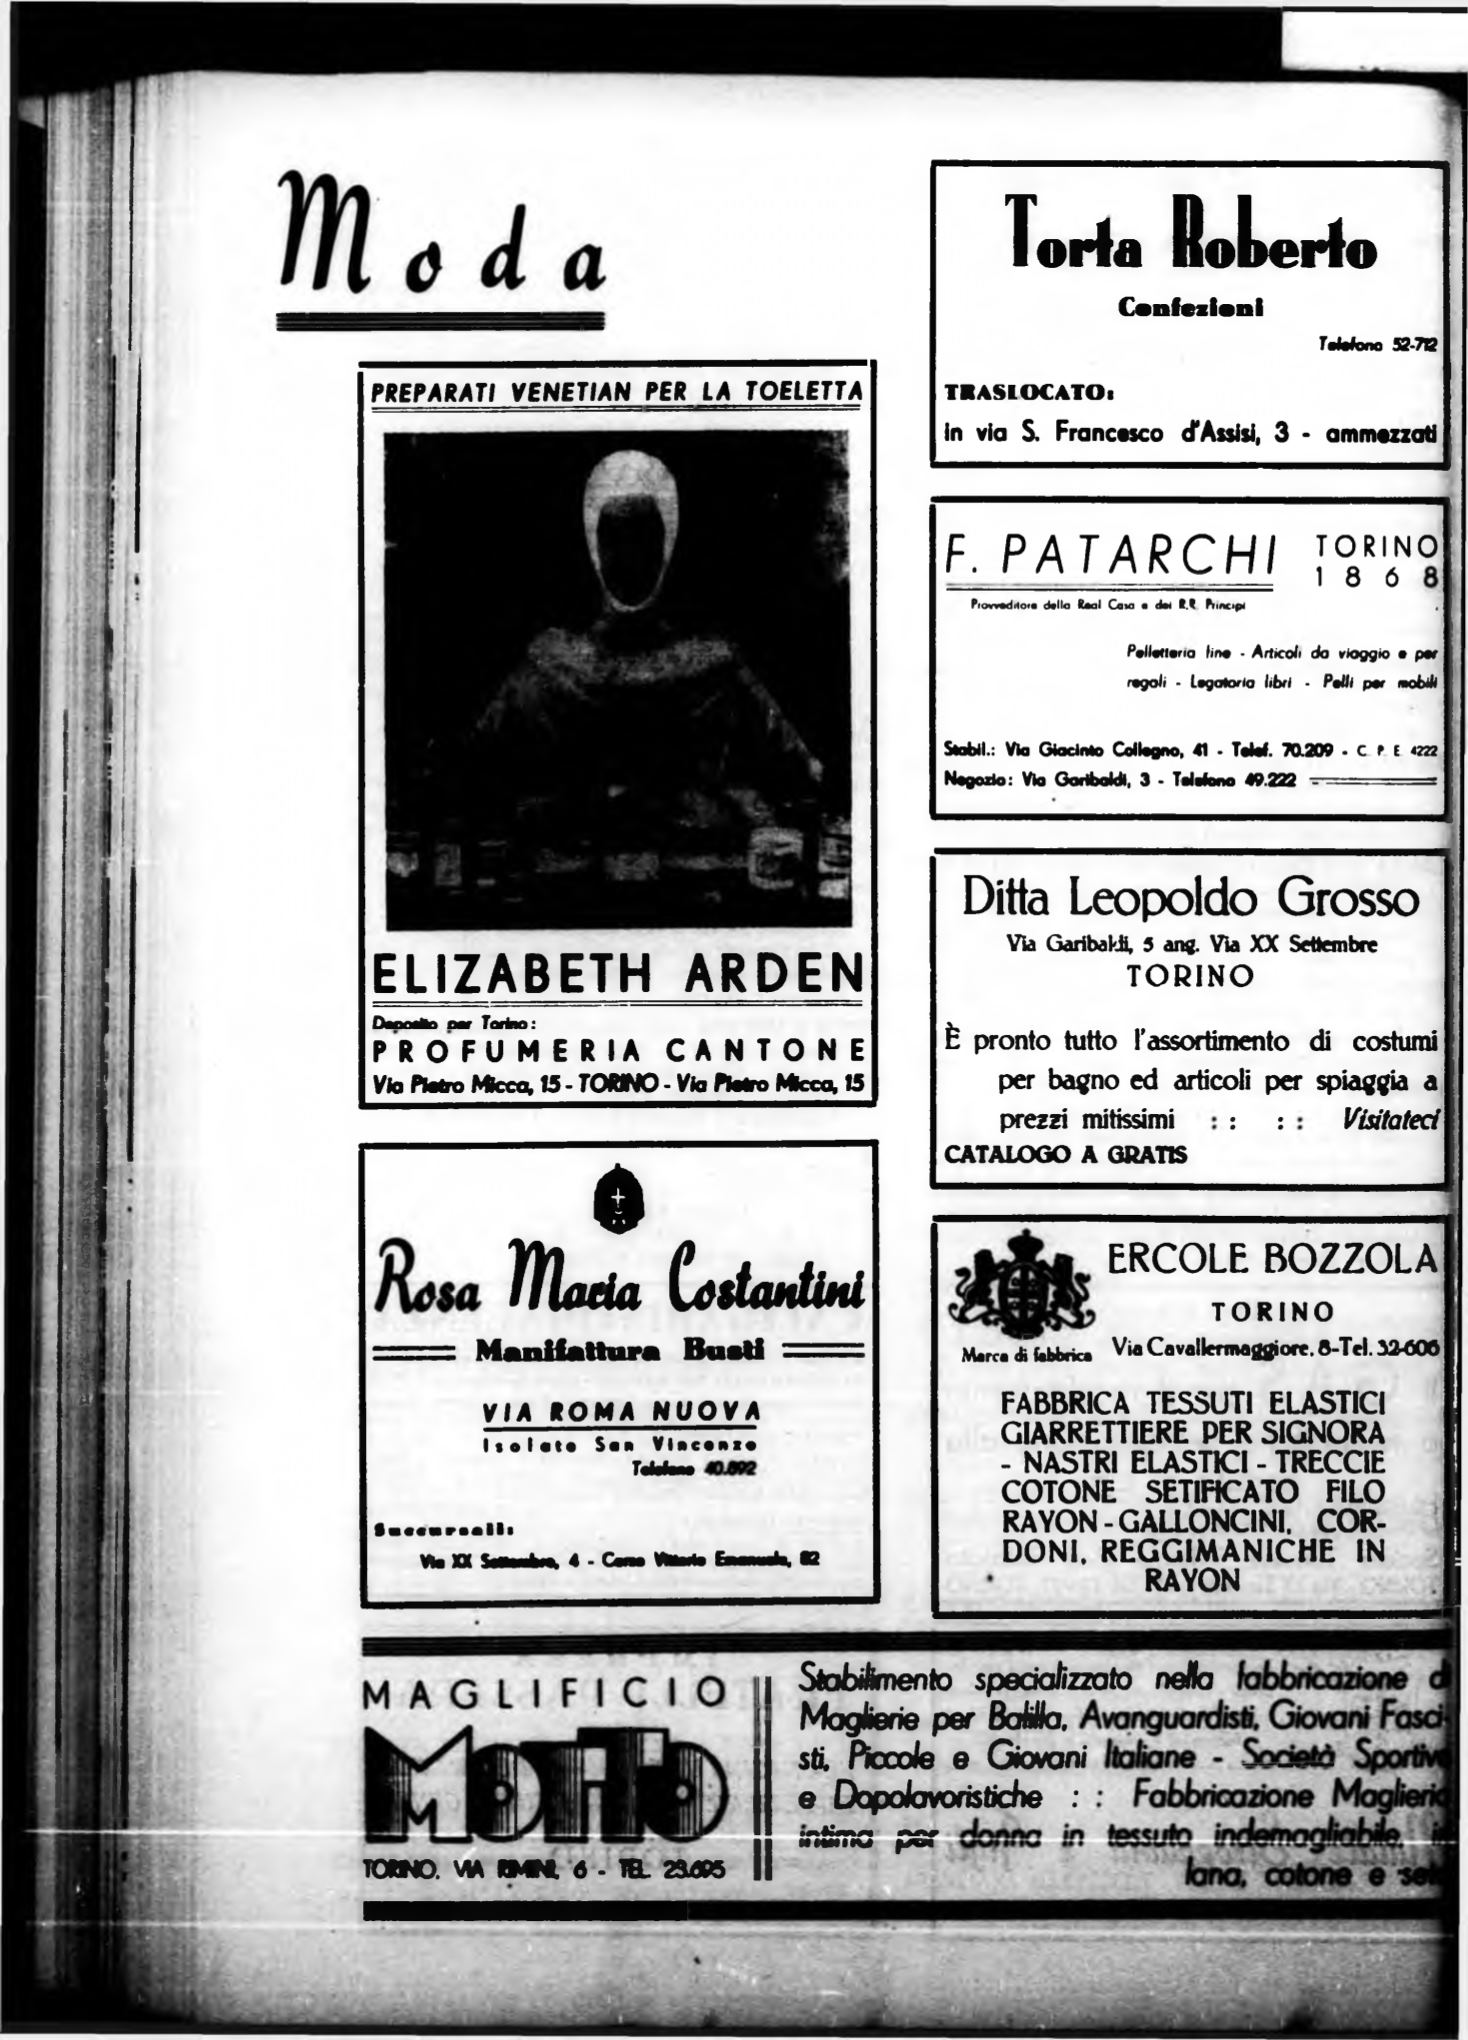 Moda
PREPARATI VENETIAN PER LA TOELETTA
ELIZABETH ARDEN
Deposito per Torino:
PROFUMERIA CANTONE
Via Pietro Micca, 15 - TORINO - Via Pietro Micca, 15
Rosa Maria Costantini
Manifattura Busti
VIA ROMA NUOVA
Isolato San Vincenzo
Telefono 40.892
Succursali:
Via XX Settembre, 4 - Corso Vittorio Emanuele, 82
Torta Roberto
Confezioni
Telefono 52-712
TRASLOCATO:
in via S. Francesco d'Assisi, 3 - ammezzati
F. PATARCHI
TORINO
1868
Provveditore della Real Casa e dei R.R. Principi
Pelletteria fine - Articoli da viaggio e per
regali - Legatoria libri - Pelli per mobili
Stabil.: Via Giacinto Collegno, 41 - Telef. 70.209 - C. P. E. 4222
Negozio: Via Garibaldi, 3 - Telefono 49.222
Ditta Leopoldo Grosso
Via Garibaldi, 5 ang. Via XX Settembre
TORINO
È pronto tutto l'assortimento di costumi
per bagno ed articoli per spiaggia a
prezzi mitissimi : : : : Visitateci
CATALOGO A GRATIS
ERCOLE BOZZOLA
TORINO
Via Cavallermaggiore, 8-Tel. 32-606
Marca di fabbrica
FABBRICA TESSUTI ELASTICI
GIARRETTIERE PER SIGNORA
- NASTRI ELASTICI - TRECCIE
COTONE SETIFICATO FILO
RAYON - GALLONCINI, COR-
DONI, REGGIMANICHE IN
RAYON
MAGLIFICIO
MOTTO
TORINO, VIA RIMINI, 6 - TEL. 23.695
Stabilimento specializzato nella fabbricazione d
Maglierie per Balilla, Avanguardisti, Giovani Fasci-
sti, Piccole e Giovani Italiane - Società Sportive
e Dopolavoristiche : : Fabbricazione Maglieria
intima per donna in tessuto indemagliabile, i
lana, cotone e set